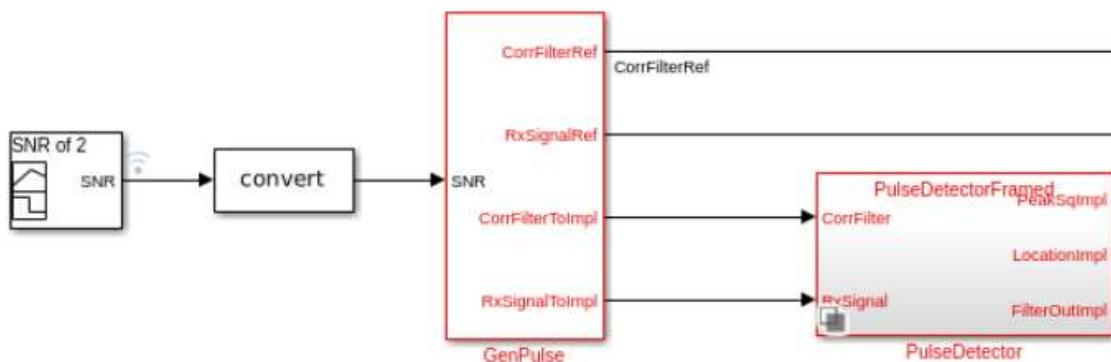 CorrFilterRef
CorrFilterRef
SNR of 2
RxSignalRef
SNR
convert
SNR
PulseDetectorFramed
PeakSqImpl
CorrFilterToImpl
CorrFilter
LocationImpl
RxSignalToImpl
RxSignal
FilterOutImpl
GenPulse
PulseDetector